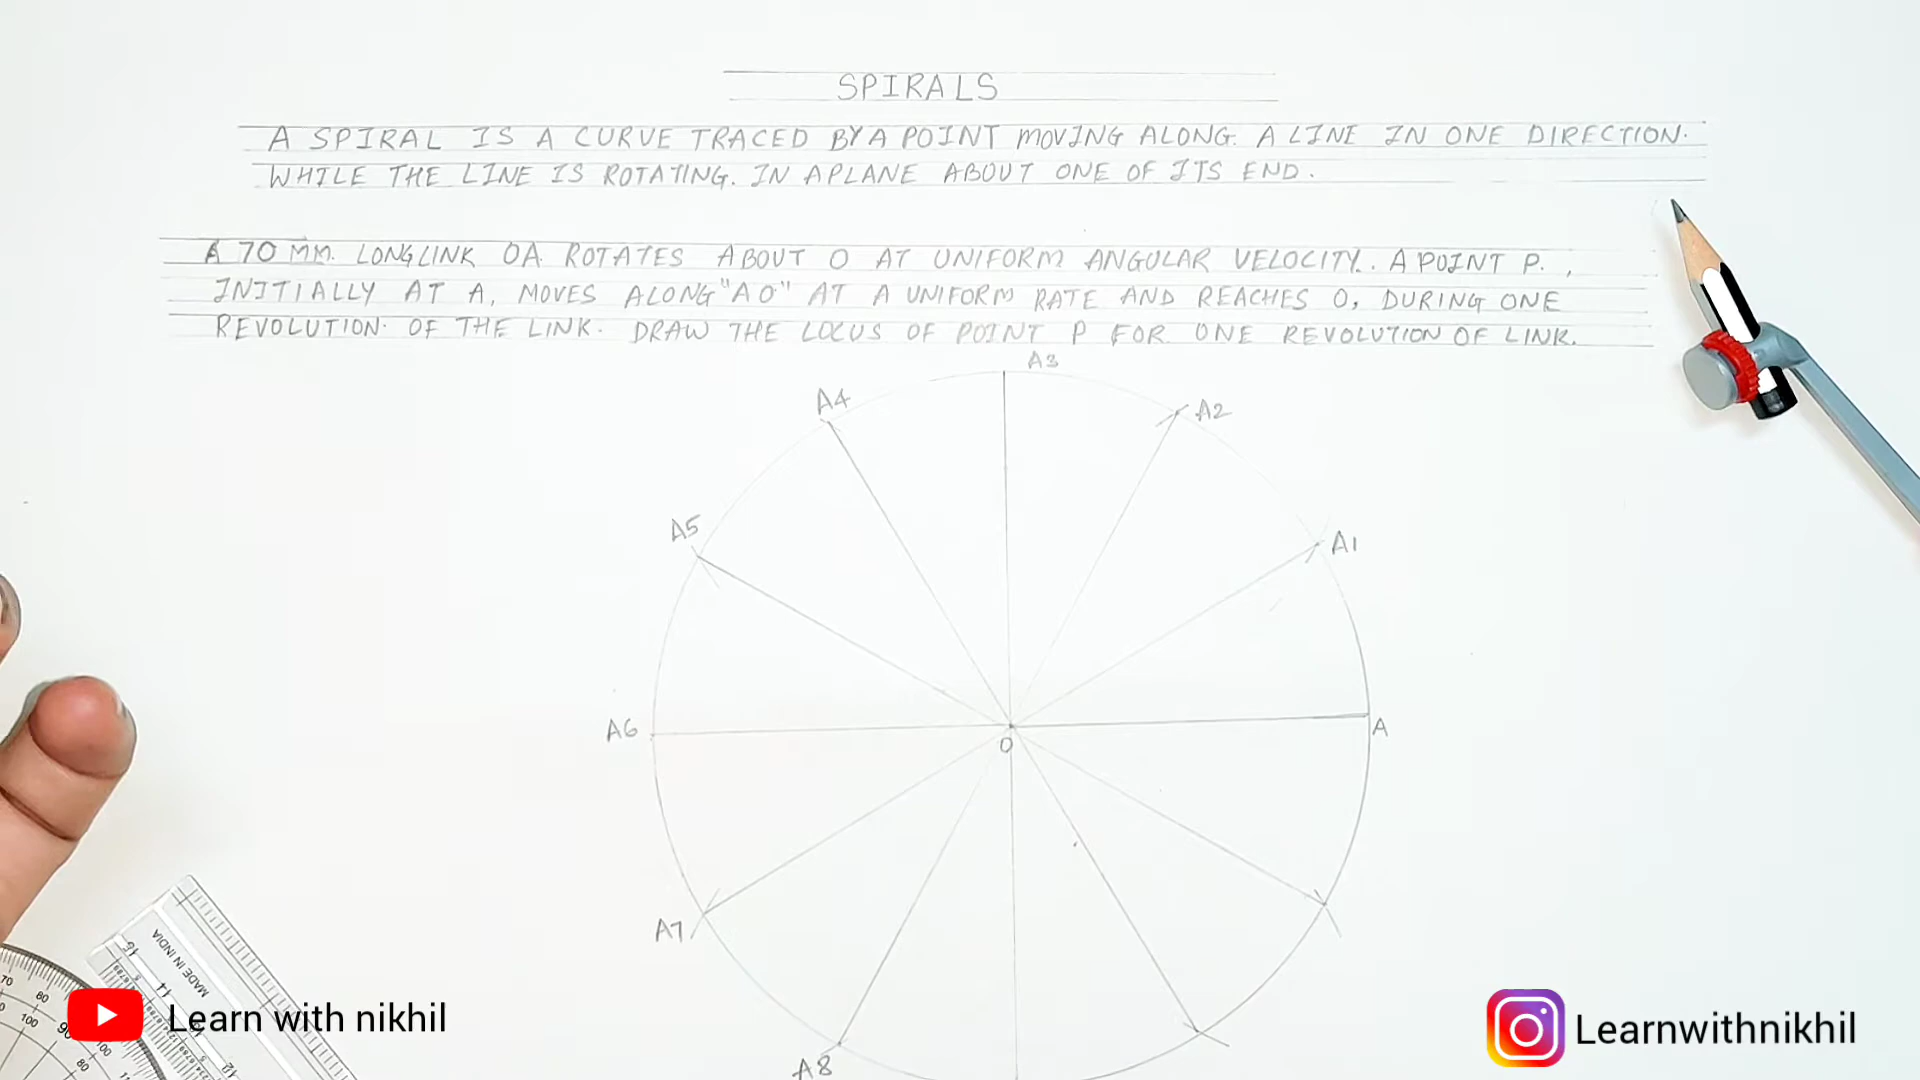 SPIRALS
A SPIRAL IS A CURVE TRACED BY A POINT MOVING ALONG. A LINE IN ONE DIRECTION.
WHILE THE LINE IS ROTATING. IN A PLANE ABOUT ONE OF ITS END.
A 70 MM. LONG LINK OA. ROTATES ABOUT O AT UNIFORM ANGULAR VELOCITY. A POINT P. ,
INITIALLY AT A, MOVES ALONG "AO" AT A UNIFORM RATE AND REACHES O, DURING ONE
REVOLUTION. OF THE LINK. DRAW THE LOCUS OF POINT P FOR ONE REVOLUTION OF LINK.
A3
A4
A2
A5
A1
A6
A
O
A7
A8
MADE IN INDIA
Learn with nikhil
Learnwithnikhil